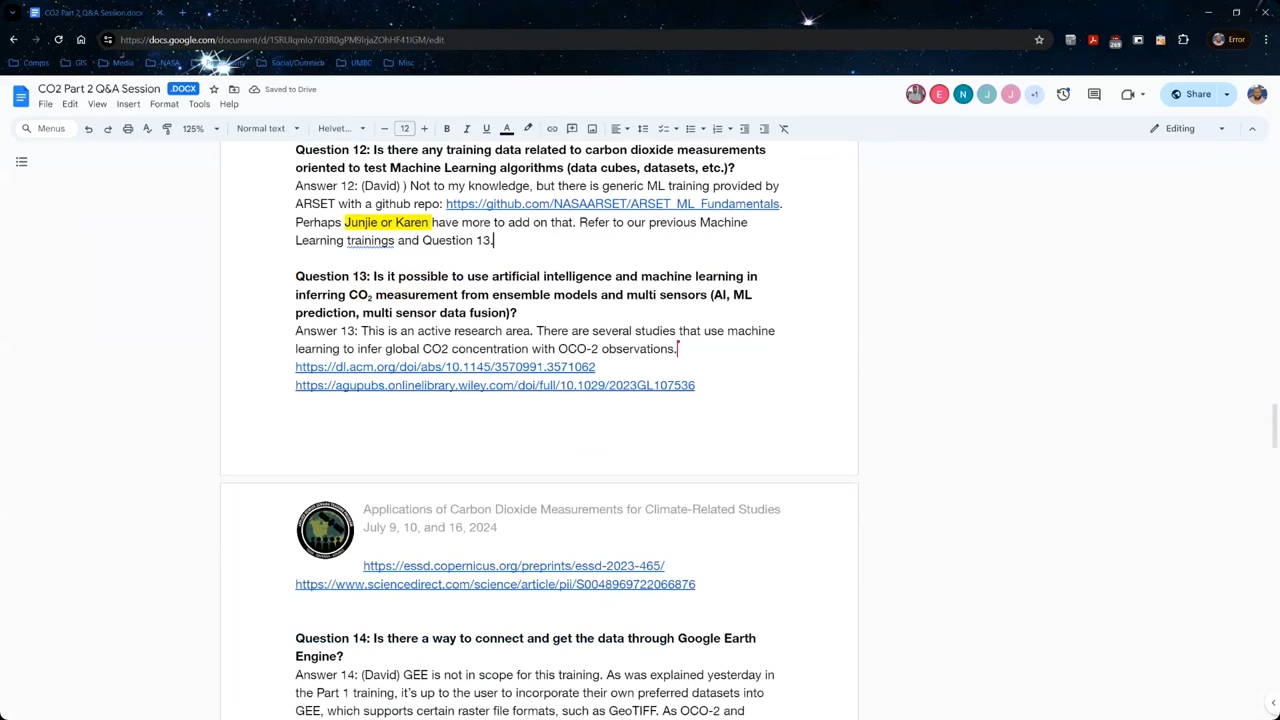 CO2 Part 2 Q&A Session.docx
https://docs.google.com/document/d/1SRUIqmIo7i03R0gPM9IrjaZOhHF41IGM/edit
Error
Comps
GIS
Media
NASA
Social/Outreach
UMBC
Misc
CO2 Part 2 Q&A Session
.DOCX
Saved to Drive
File Edit View Insert Format Tools Help
E N J J +1
Share
Menus
125%
Normal text
Helvet...
12
B I U A
Editing
Question 12: Is there any training data related to carbon dioxide measurements
oriented to test Machine Learning algorithms (data cubes, datasets, etc.)?
Answer 12: (David) ) Not to my knowledge, but there is generic ML training provided by
ARSET with a github repo: https://github.com/NASAARSET/ARSET_ML_Fundamentals.
Perhaps Junjie or Karen have more to add on that. Refer to our previous Machine
Learning trainings and Question 13.
Question 13: Is it possible to use artificial intelligence and machine learning in
inferring CO₂ measurement from ensemble models and multi sensors (AI, ML
prediction, multi sensor data fusion)?
Answer 13: This is an active research area. There are several studies that use machine
learning to infer global CO2 concentration with OCO-2 observations.
https://dl.acm.org/doi/abs/10.1145/3570991.3571062
https://agupubs.onlinelibrary.wiley.com/doi/full/10.1029/2023GL107536
Applications of Carbon Dioxide Measurements for Climate-Related Studies
July 9, 10, and 16, 2024
https://essd.copernicus.org/preprints/essd-2023-465/
https://www.sciencedirect.com/science/article/pii/S0048969722066876
Question 14: Is there a way to connect and get the data through Google Earth
Engine?
Answer 14: (David) GEE is not in scope for this training. As was explained yesterday in
the Part 1 training, it's up to the user to incorporate their own preferred datasets into
GEE, which supports certain raster file formats, such as GeoTIFF. As OCO-2 and